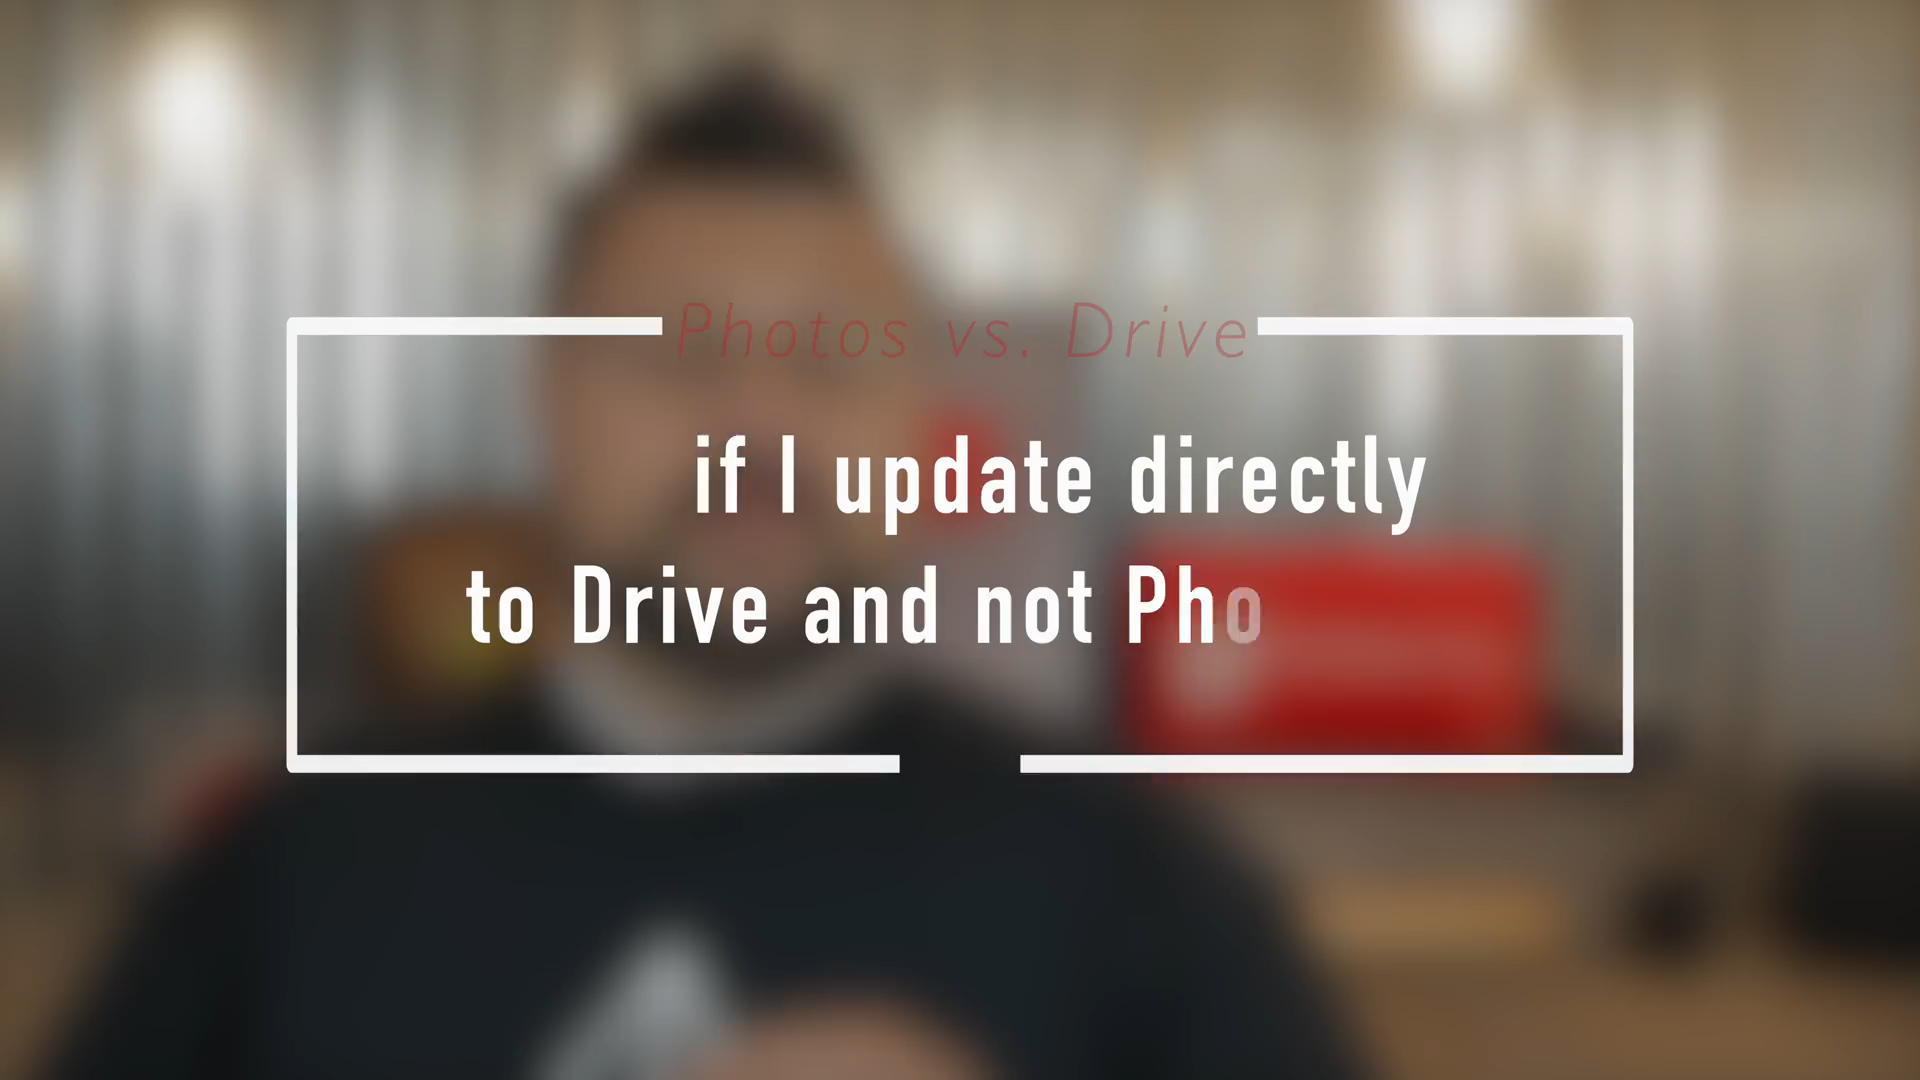 Photos vs. Drive
if I update directly
to Drive and not Pho